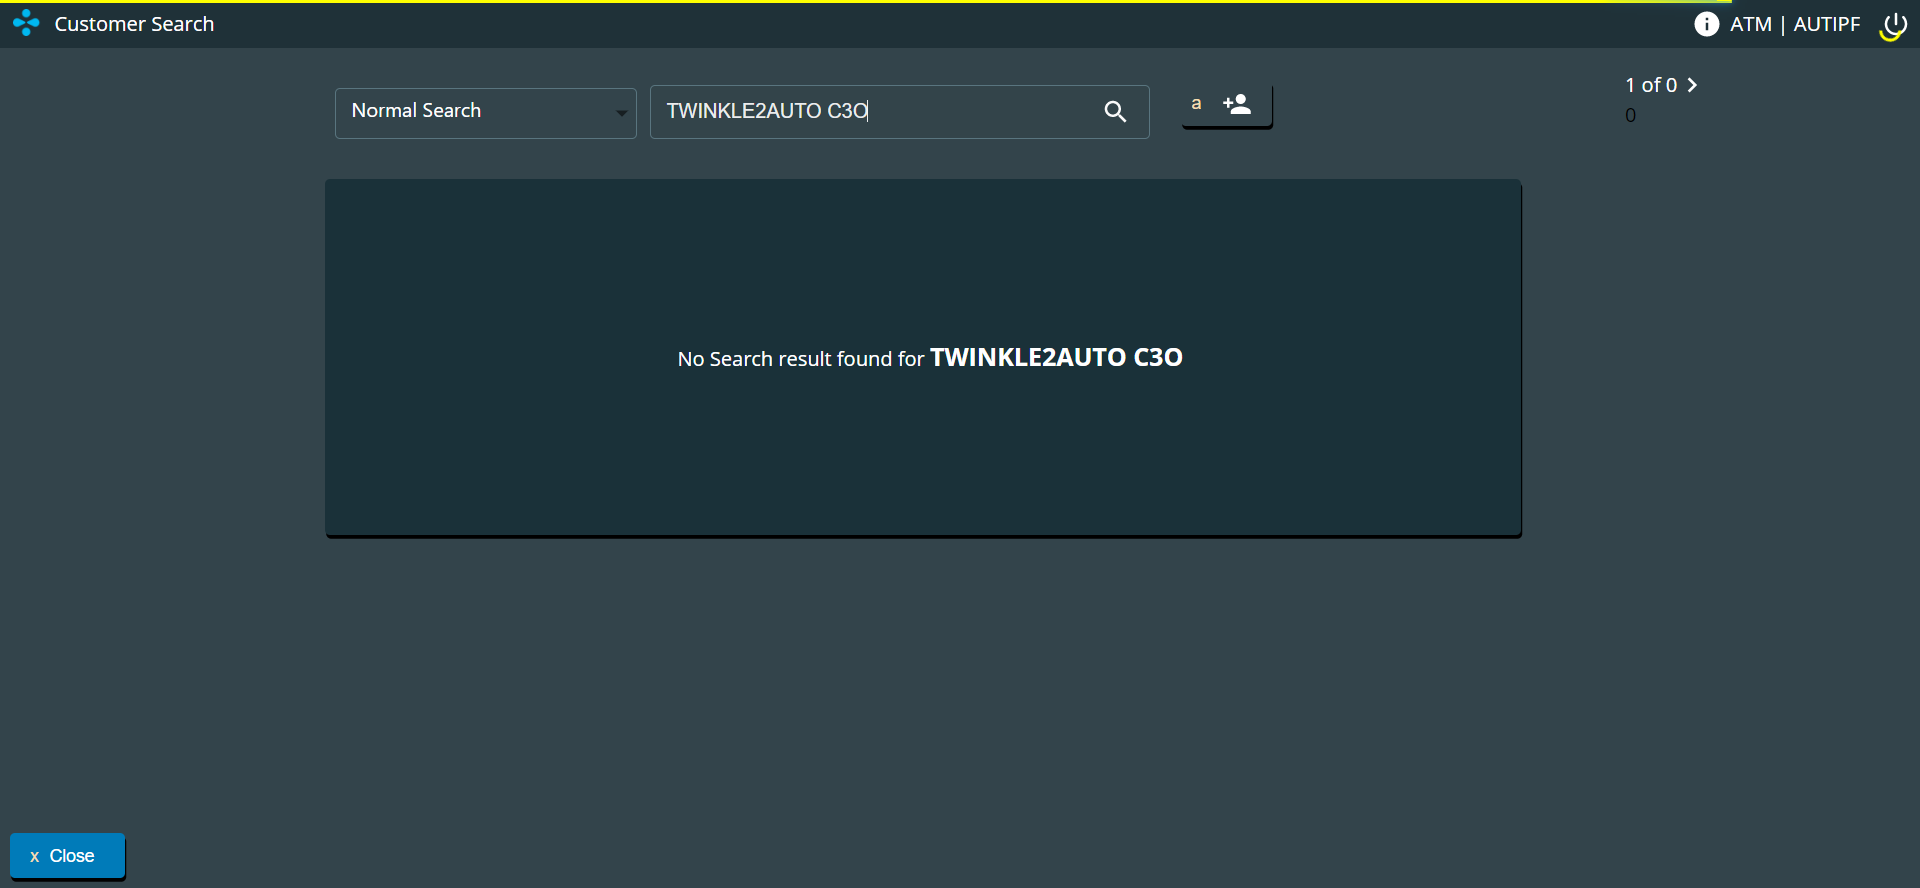 Customer Search
ATM | AUTIPF
Normal Search
TWINKLE2AUTO C3O
a
1 of 0
0
No Search result found for TWINKLE2AUTO C3O
x Close